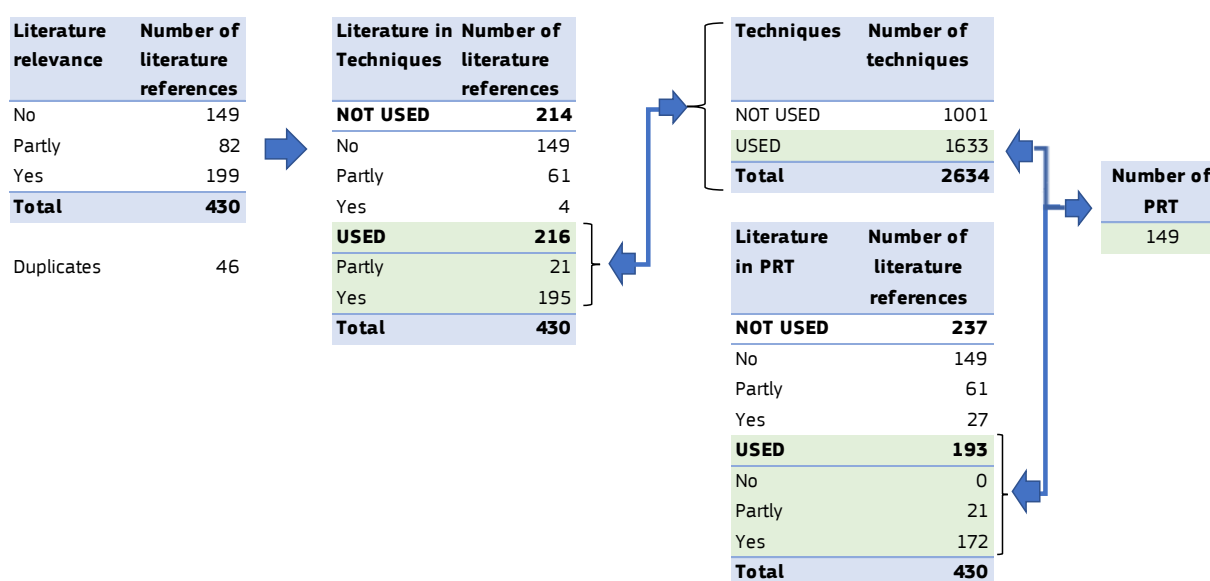 Literature relevance Number of literature references
No 149
Partly 82
Yes 199
Total 430
Duplicates 46
Literature in Techniques Number of literature references
NOT USED 214
No 149
Partly 61
Yes 4
USED 216
Partly 21
Yes 195
Total 430
Techniques Number of techniques
NOT USED 1001
USED 1633
Total 2634
Literature in PRT Number of literature references
NOT USED 237
No 149
Partly 61
Yes 27
USED 193
No 0
Partly 21
Yes 172
Total 430
Number of PRT
149